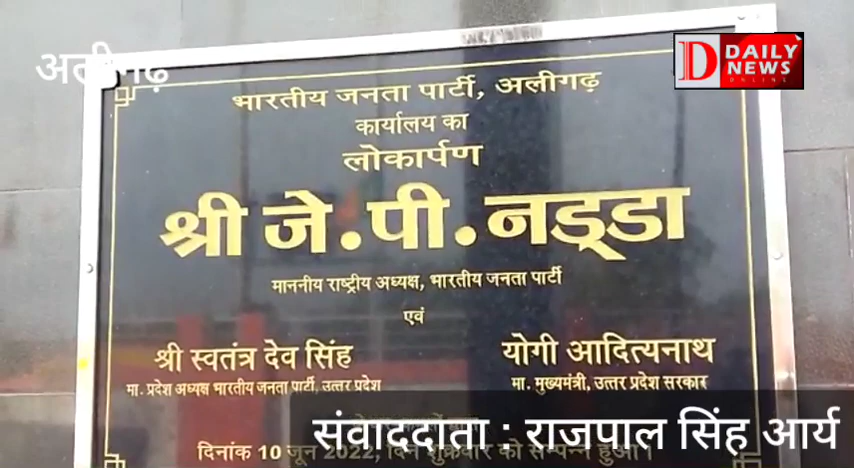 अलीगढ़
D DAILY NEWS
ONLINE
भारतीय जनता पार्टी, अलीगढ़
कार्यालय का
लोकार्पण
श्री जे.पी.नड्डा
माननीय राष्ट्रीय अध्यक्ष, भारतीय जनता पार्टी
एवं
श्री स्वतंत्र देव सिंह
मा. प्रदेश अध्यक्ष भारतीय जनता पार्टी, उत्तर प्रदेश
योगी आदित्यनाथ
मा. मुख्यमंत्री, उत्तर प्रदेश सरकार
दिनांक 10 जून 2022, दिन शुक्रवार को सम्पन्न हुआ।
संवाददाता : राजपाल सिंह आर्य